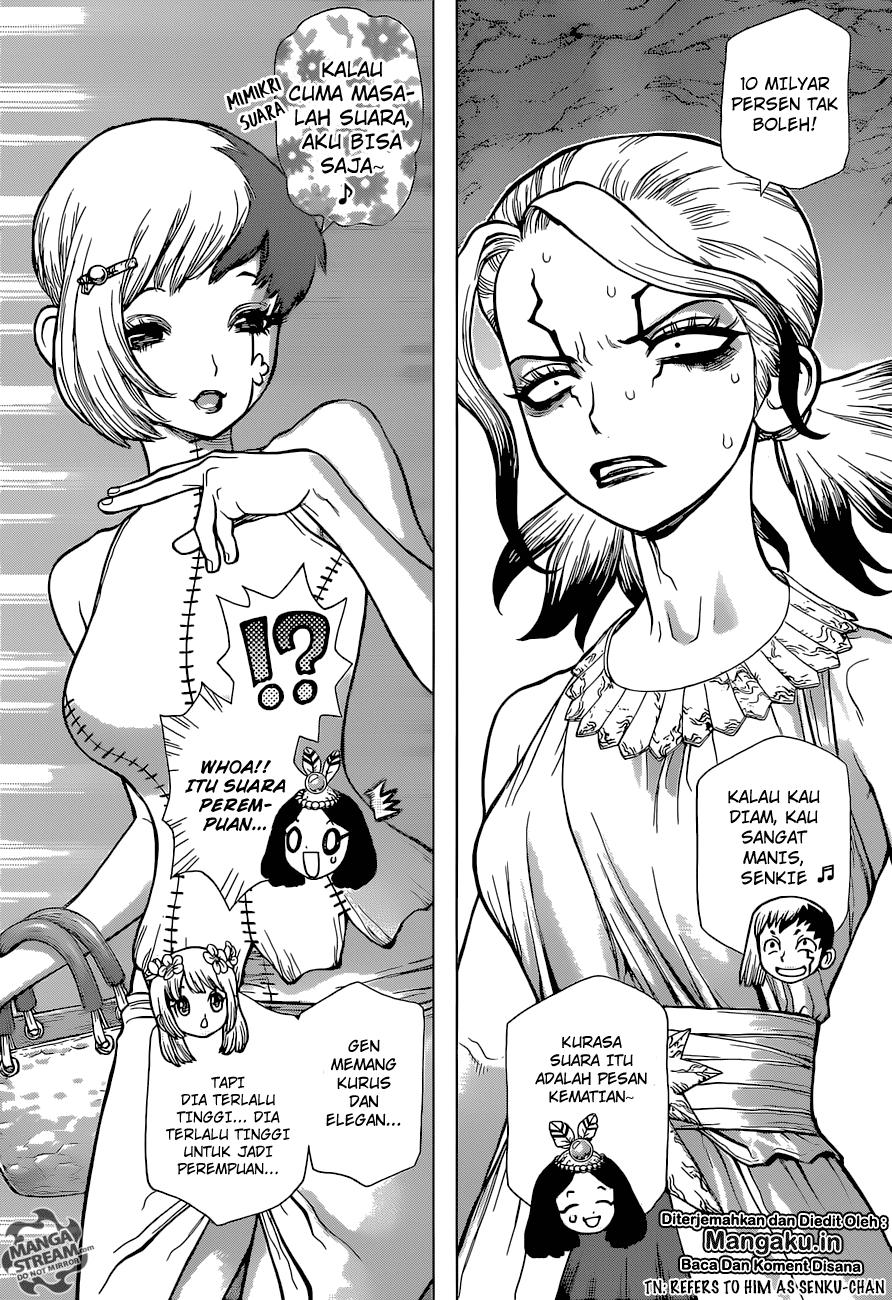 10 MILYAR
PERSEN TAK
BOLEH!
KALAU KAU
DIAM, KAU
SANGAT
MANIS,
SENKIE ♫
KURASA
SUARA ITU
ADALAH PESAN
KEMATIAN~
KALAU
CUMA MASA-
LAH SUARA,
AKU BISA
SAJA~
♪
MIMIKRI
SUARA
!?
WHOA!!
ITU SUARA
PEREM-
PUAN...
GEN
MEMANG
KURUS
DAN
ELEGAN...
TAPI
DIA TERLALU
TINGGI... DIA
TERLALU TINGGI
UNTUK JADI
PEREMPUAN...
MANGA
STREAM.com
DO NOT MIRROR!
Diterjemahkan dan Diedit Oleh :
Mangaku.in
Baca Dan Koment Disana
TN: REFERS TO HIM AS SENKU-CHAN